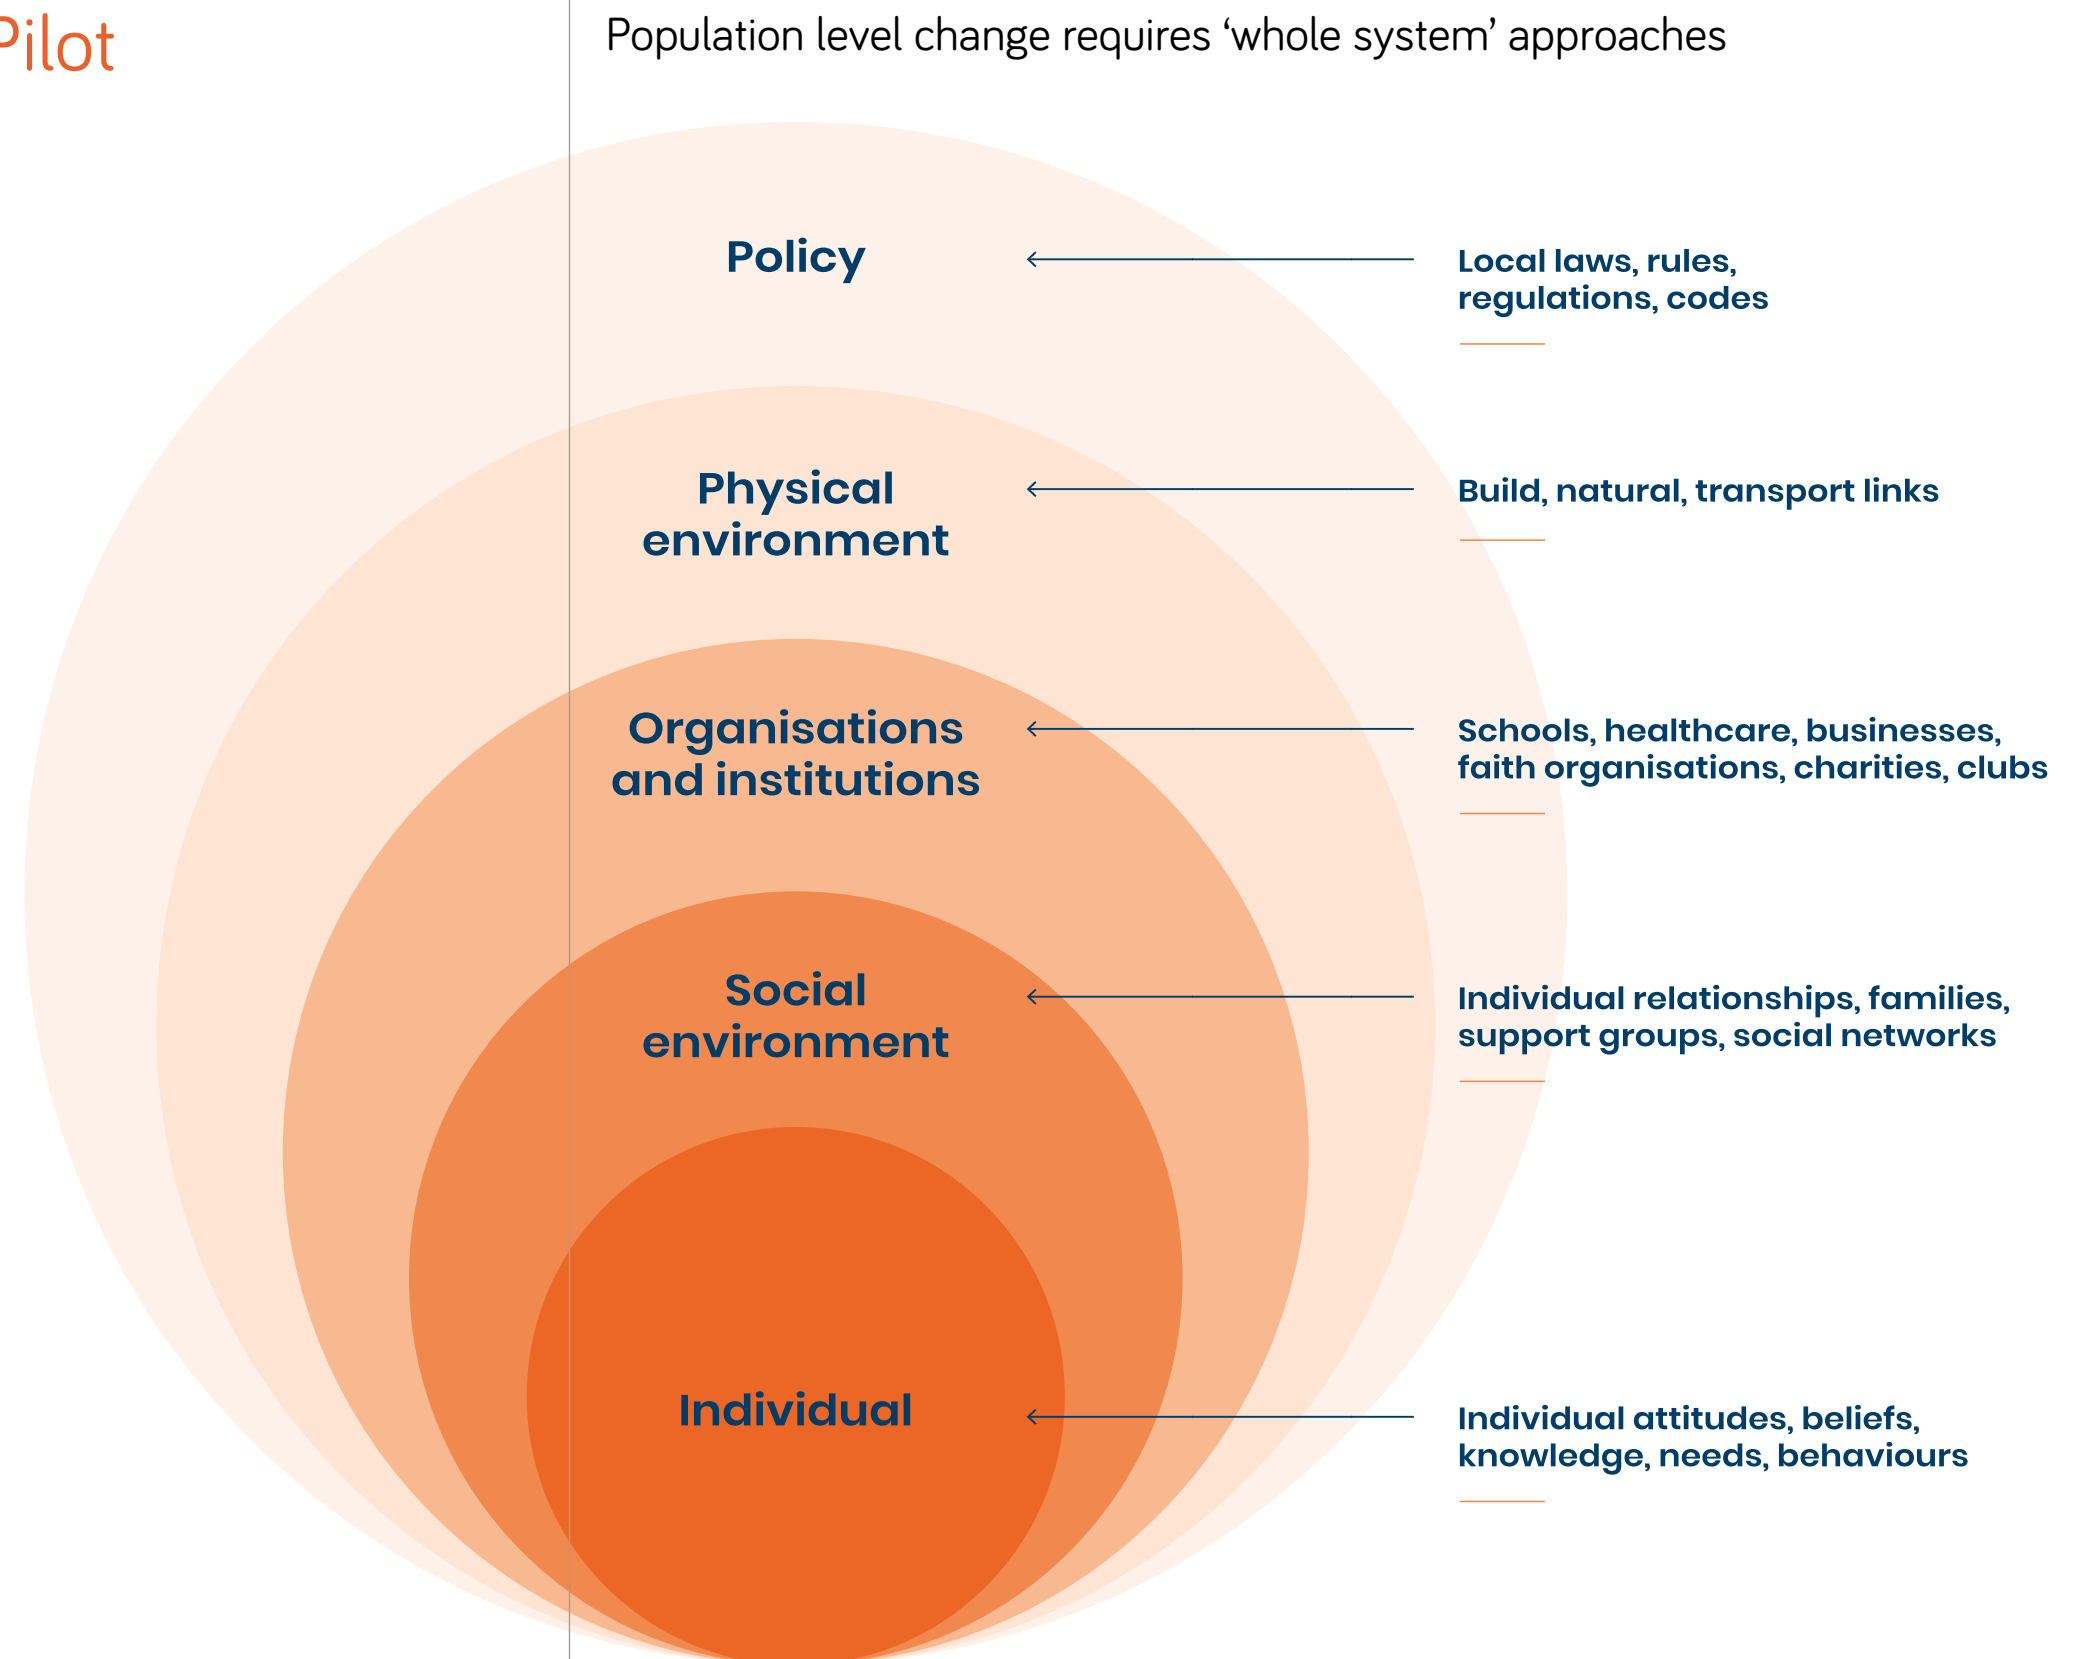 Pilot
Population level change requires ‘whole system’ approaches
Policy
Local laws, rules,
regulations, codes
Physical
environment
Build, natural, transport links
Organisations
and institutions
Schools, healthcare, businesses,
faith organisations, charities, clubs
Social
environment
Individual relationships, families,
support groups, social networks
Individual
Individual attitudes, beliefs,
knowledge, needs, behaviours